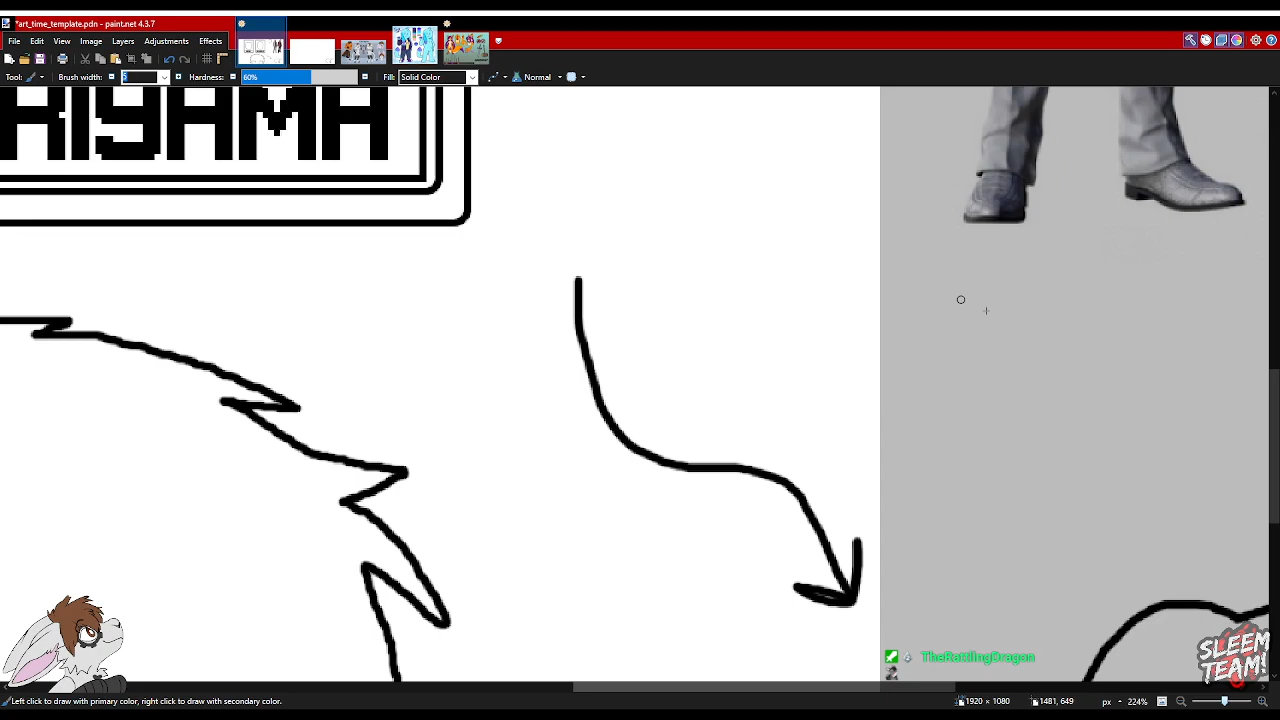 *art_time_template.pdn - paint.net 4.3.7
File Edit View Image Layers Adjustments Effects
Tool: Brush width: 5 Hardness: 60% Fill: Solid Color Normal
RIYAMA
TheRattlingDragon
SLEEM
TEAM!
Left click to draw with primary color, right click to draw with secondary color. 1920 × 1080 1481, 649 px 224%